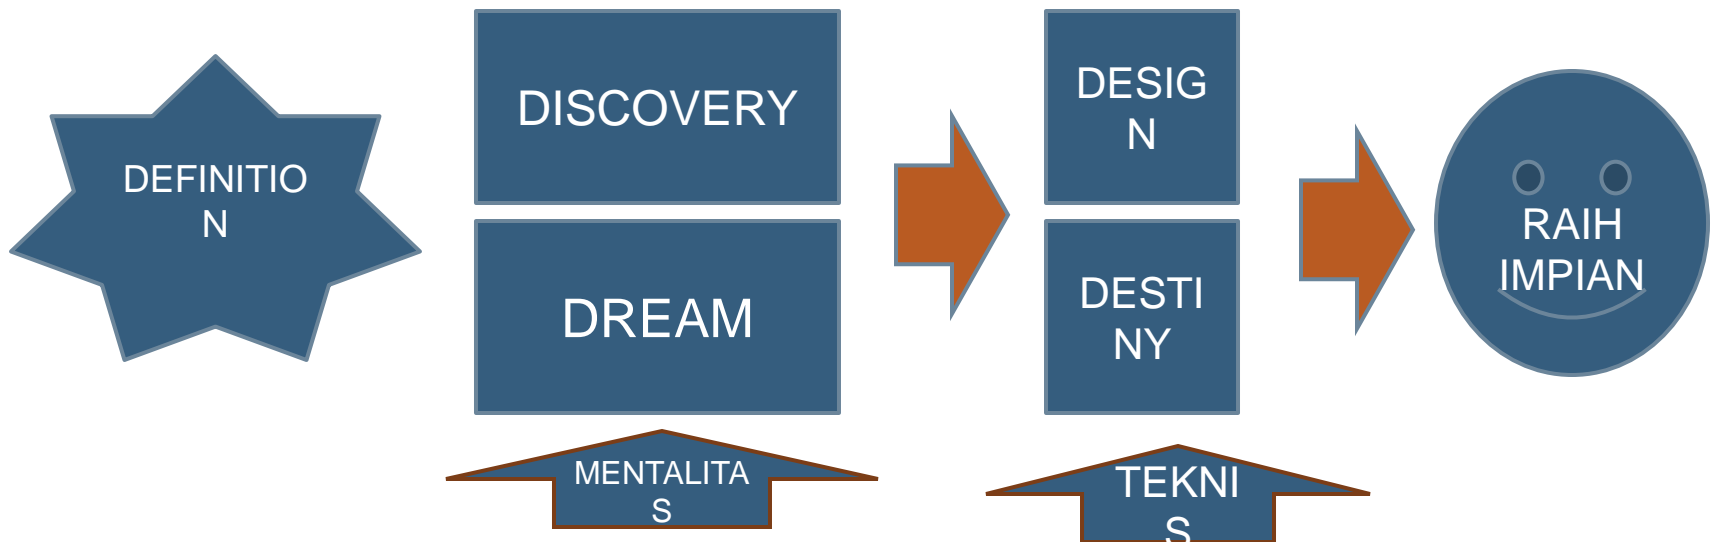 DEFINITIO
N
DISCOVERY
DREAM
MENTALITA
S
DESIG
N
DESTI
NY
TEKNI
S
RAIH
IMPIAN